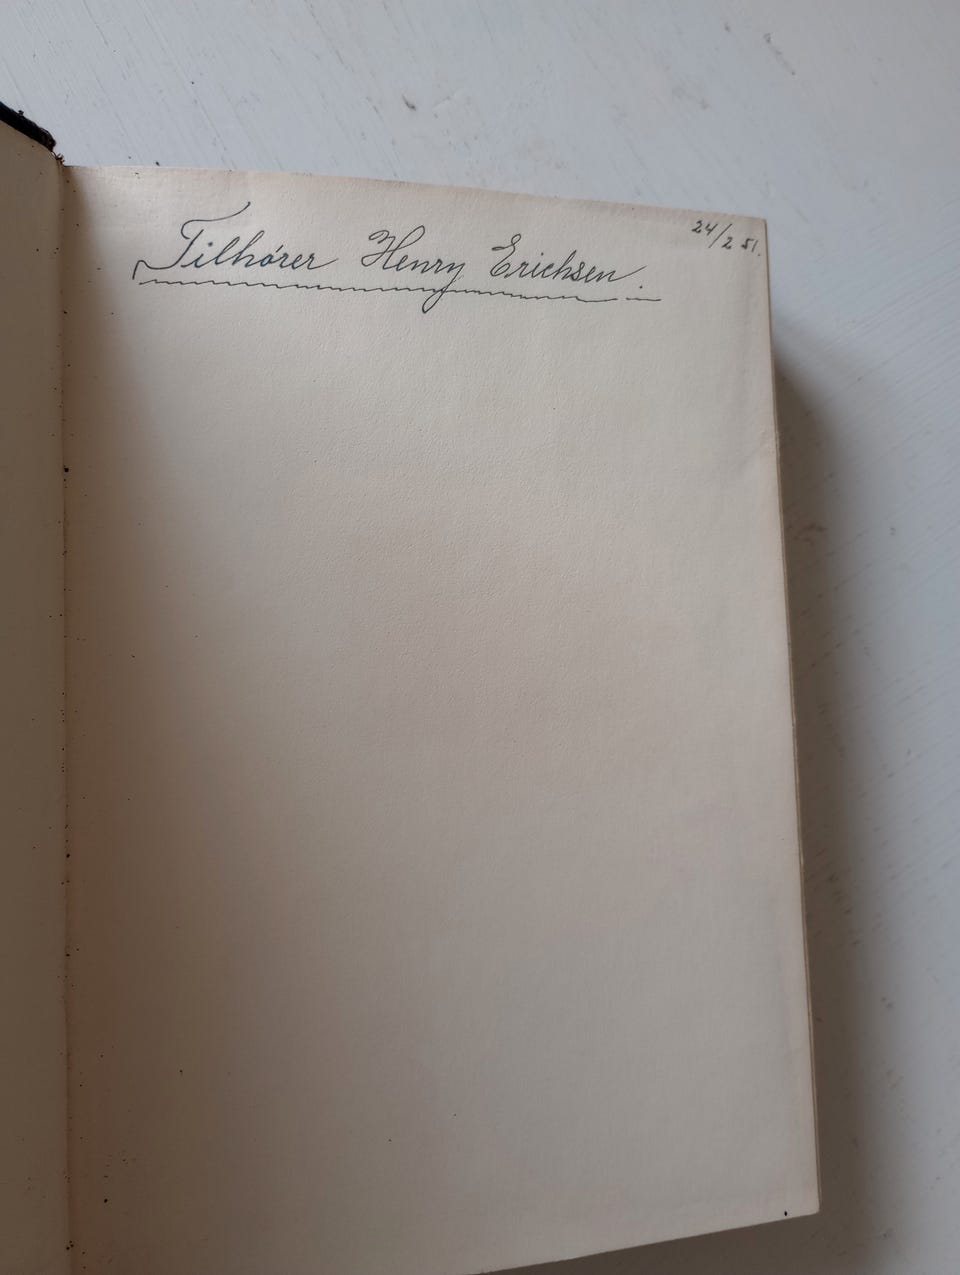 24/2 51.
Tilhører Henry Erichsen.